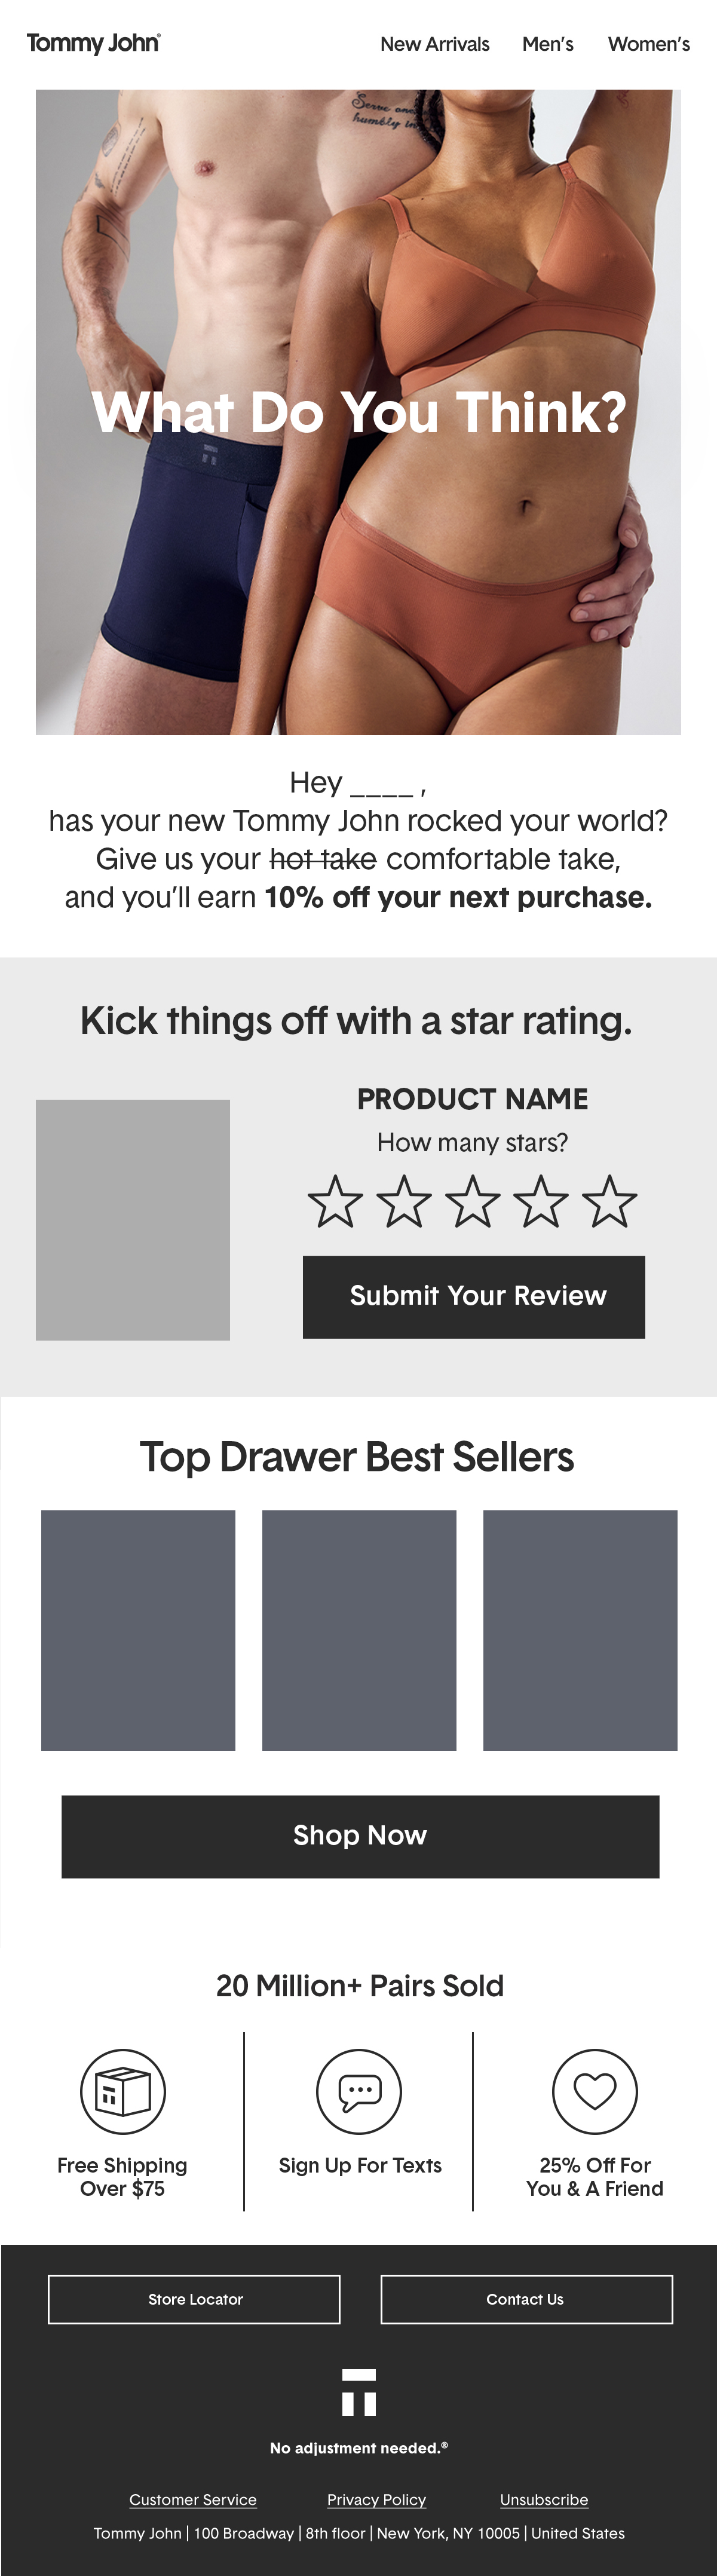 Tommy John®
New Arrivals
Men's
Women's
Serve one
humbly in
What Do You Think?
Hey ____ ,
has your new Tommy John rocked your world?
Give us your hot take comfortable take,
and you'll earn 10% off your next purchase.
Kick things off with a star rating.
PRODUCT NAME
How many stars?
Submit Your Review
Top Drawer Best Sellers
Shop Now
20 Million+ Pairs Sold
Free Shipping
Over $75
Sign Up For Texts
25% Off For
You & A Friend
Store Locator
Contact Us
No adjustment needed.®
Customer Service
Privacy Policy
Unsubscribe
Tommy John | 100 Broadway | 8th floor | New York, NY 10005 | United States